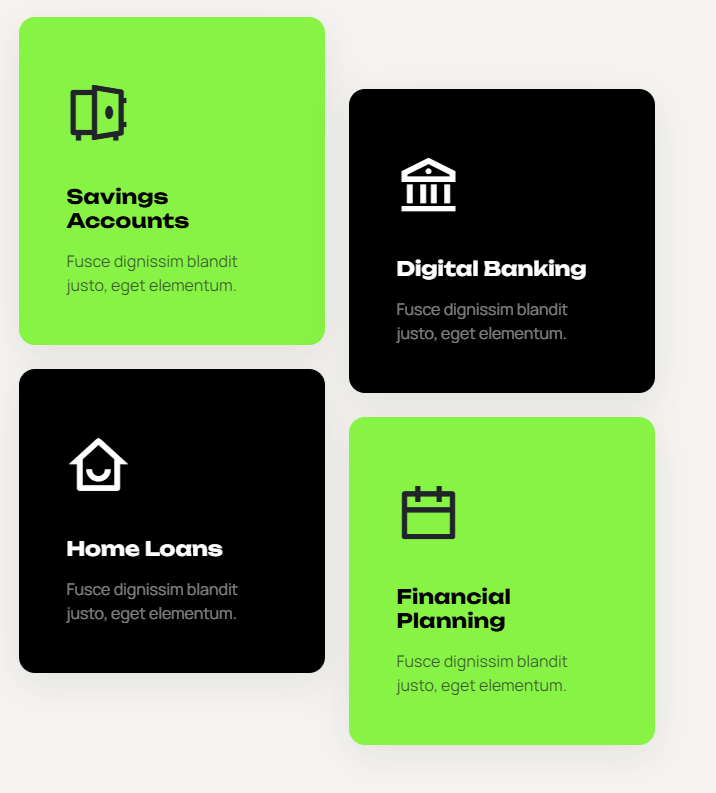 Savings
Accounts
Fusce dignissim blandit
justo, eget elementum.
Digital Banking
Fusce dignissim blandit
justo, eget elementum.
Home Loans
Fusce dignissim blandit
justo, eget elementum.
Financial
Planning
Fusce dignissim blandit
justo, eget elementum.